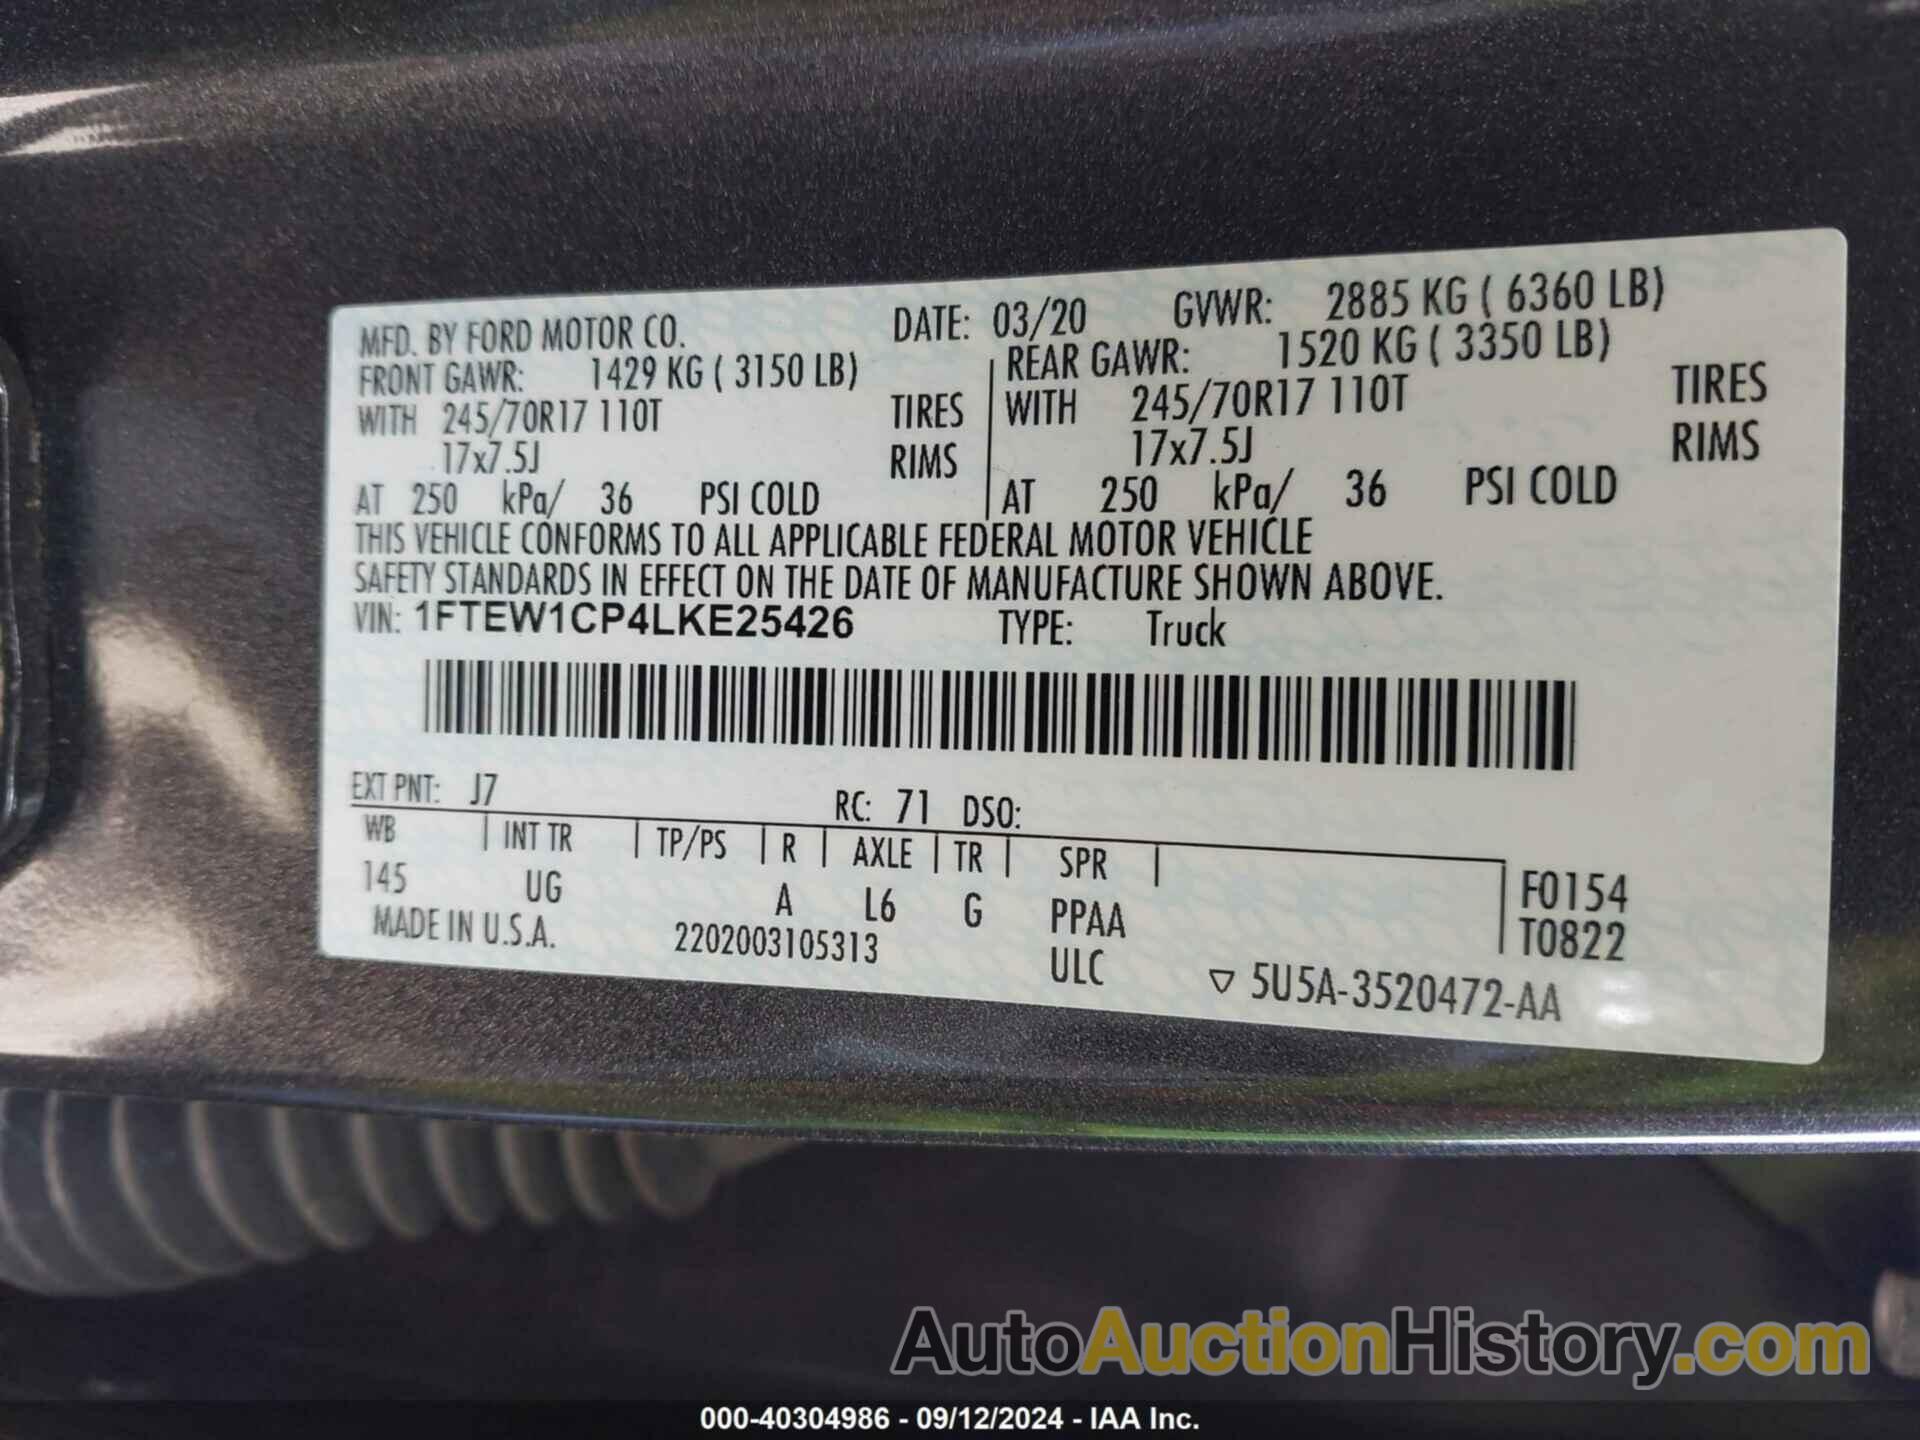 MFD. BY FORD MOTOR CO. DATE: 03/20 GVWR: 2885 KG ( 6360 LB)
FRONT GAWR: 1429 KG ( 3150 LB) REAR GAWR: 1520 KG ( 3350 LB)
WITH 245/70R17 110T TIRES WITH 245/70R17 110T TIRES
17x7.5J RIMS 17x7.5J RIMS
AT 250 kPa/ 36 PSI COLD AT 250 kPa/ 36 PSI COLD
THIS VEHICLE CONFORMS TO ALL APPLICABLE FEDERAL MOTOR VEHICLE
SAFETY STANDARDS IN EFFECT ON THE DATE OF MANUFACTURE SHOWN ABOVE.
VIN: 1FTEW1CP4LKE25426 TYPE: Truck
EXT PNT: J7 RC: 71 DSO:
WB | INT TR | TP/PS | R | AXLE | TR | SPR |
145 UG A L6 G PPAA F0154
MADE IN U.S.A. 2202003105313 ULC T0822
▽ 5U5A-3520472-AA
AutoAuctionHistory.com
000-40304986 - 09/12/2024 - IAA Inc.